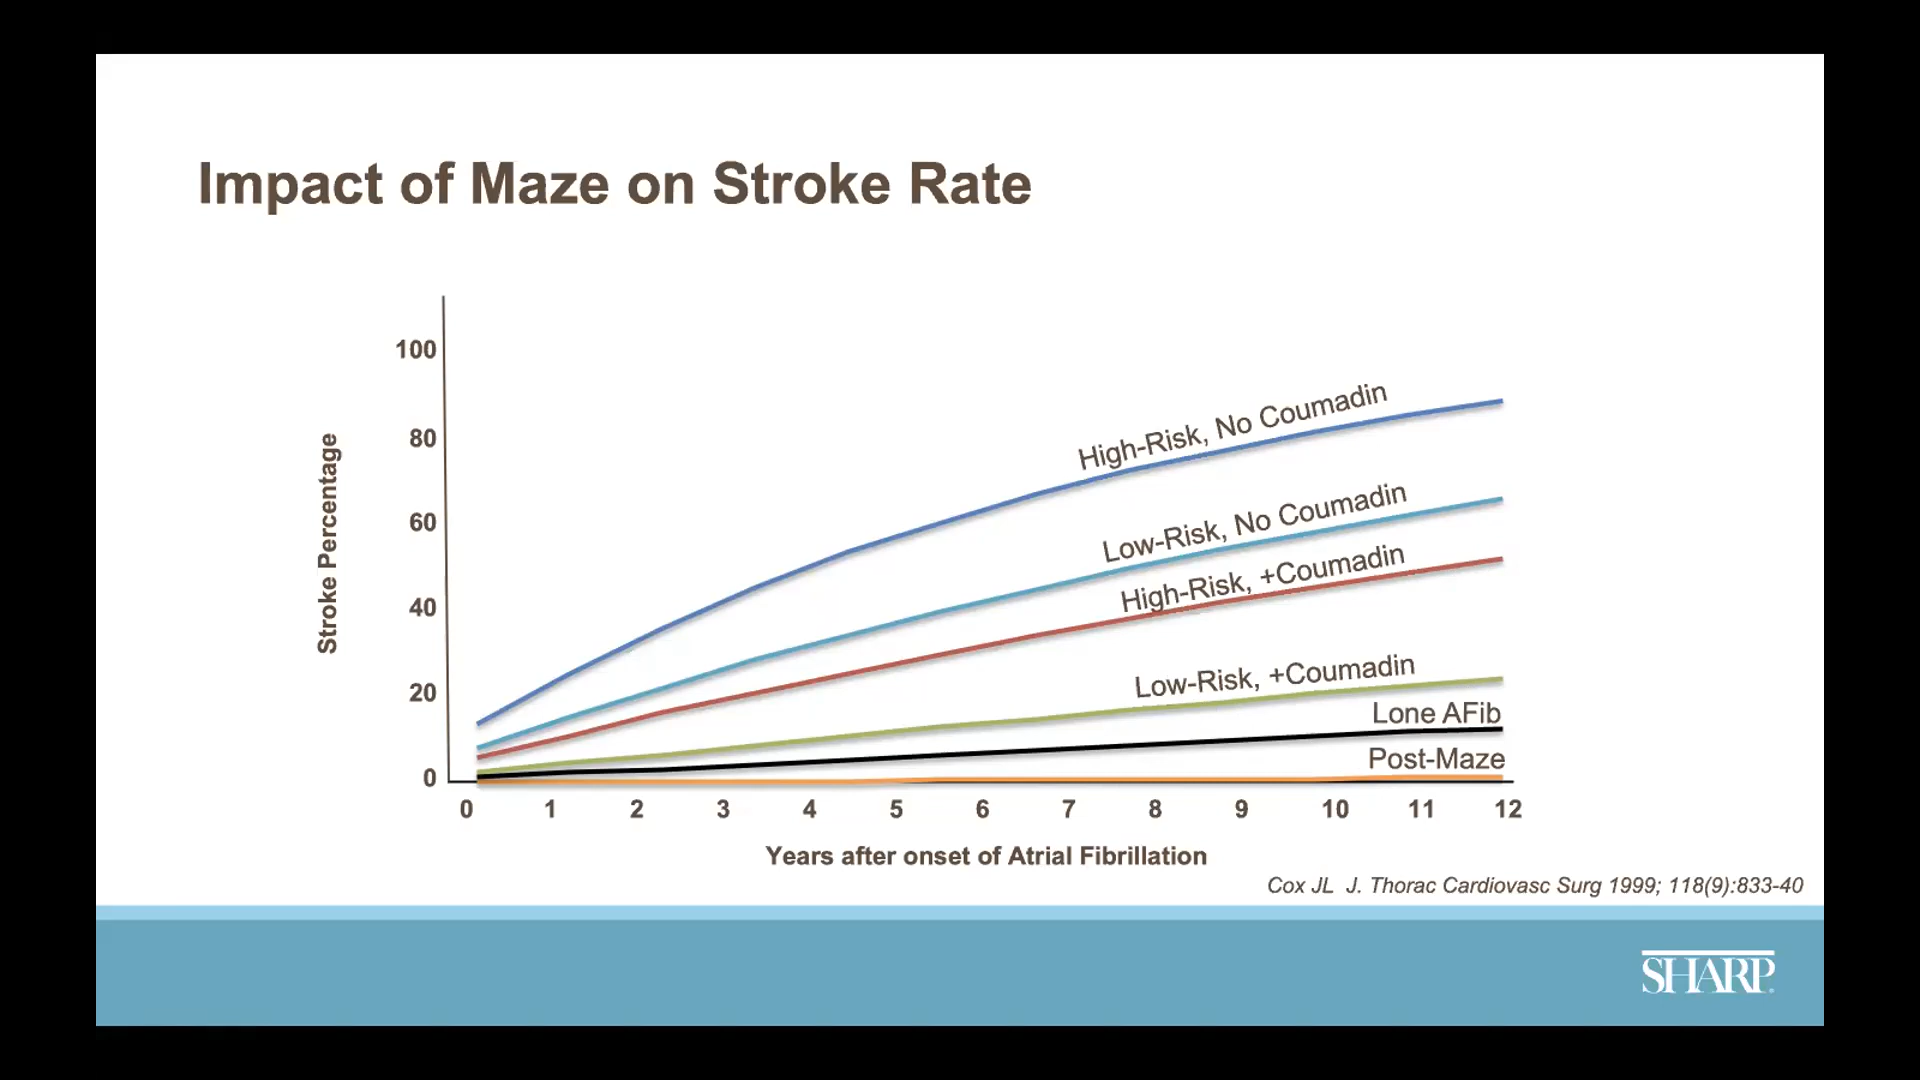 Impact of Maze on Stroke Rate
100
80
60
40
20
0
Stroke Percentage
High-Risk, No Coumadin
Low-Risk, No Coumadin
High-Risk, +Coumadin
Low-Risk, +Coumadin
Lone AFib
Post-Maze
0 1 2 3 4 5 6 7 8 9 10 11 12
Years after onset of Atrial Fibrillation
Cox JL J. Thorac Cardiovasc Surg 1999; 118(9):833-40
SHARP